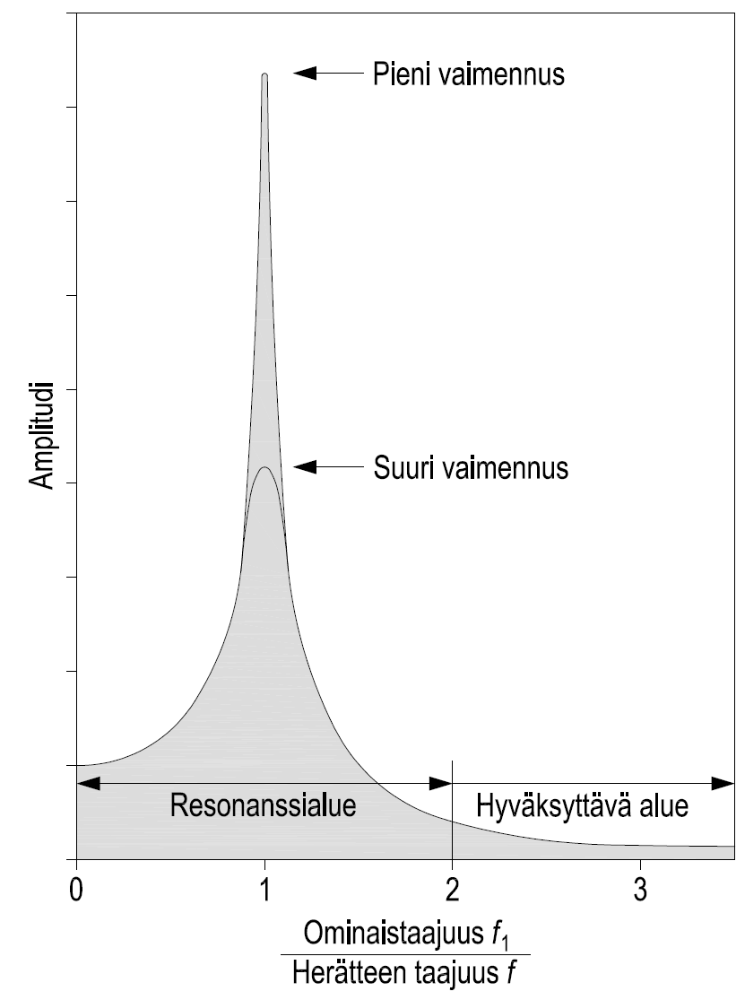 Pieni vaimennus
Suuri vaimennus
Amplitudi
Resonanssialue
Hyväksyttävä alue
0
1
2
3
Ominaistaajuus f₁
Herätteen taajuus f